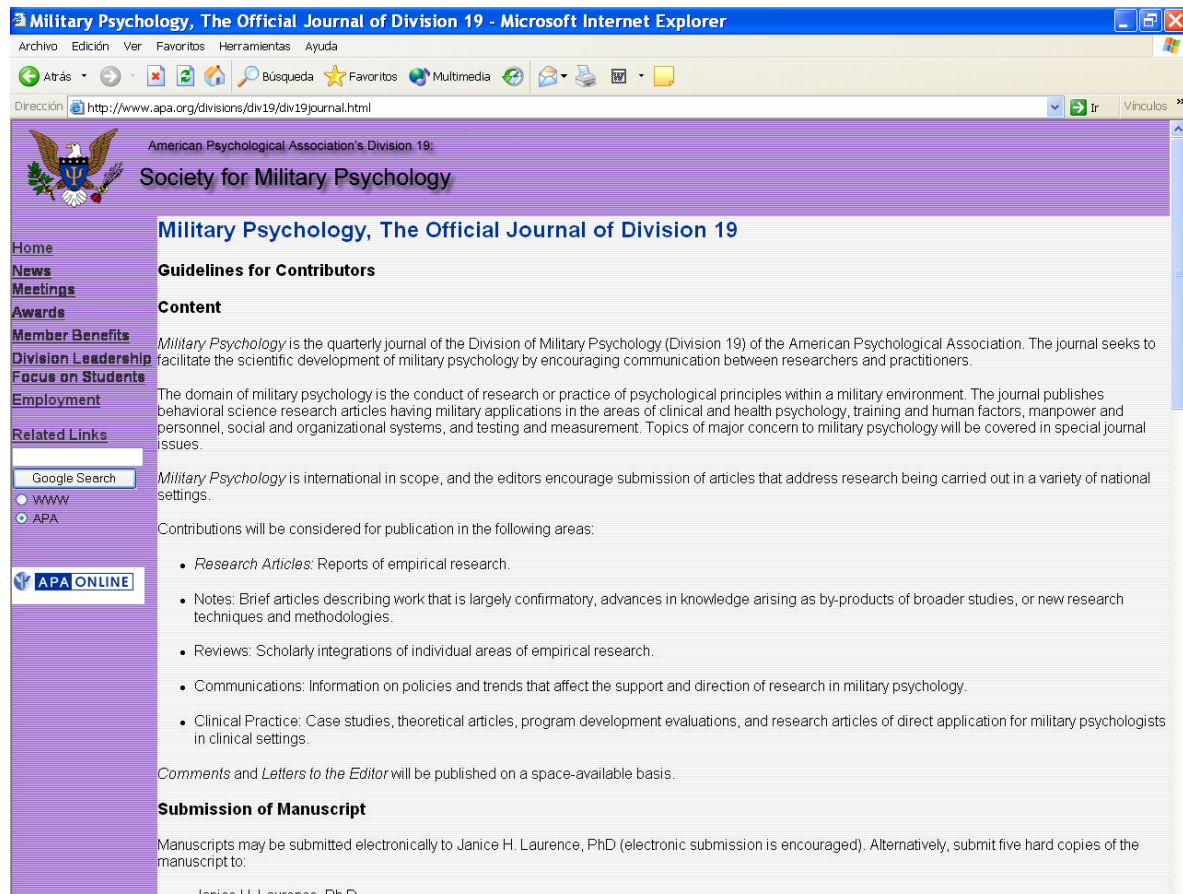 Military Psychology, The Official Journal of Division 19 - Microsoft Internet Explorer
Archivo Edición Ver Favoritos Herramientas Ayuda
Atrás Búsqueda Favoritos Multimedia
Dirección http://www.apa.org/divisions/div19/div19journal.html Ir Vínculos »
American Psychological Association's Division 19:
Society for Military Psychology
Home
News
Meetings
Awards
Member Benefits
Division Leadership
Focus on Students
Employment
Related Links
Google Search
WWW
APA
APA ONLINE
Military Psychology, The Official Journal of Division 19
Guidelines for Contributors
Content
Military Psychology is the quarterly journal of the Division of Military Psychology (Division 19) of the American Psychological Association. The journal seeks to
facilitate the scientific development of military psychology by encouraging communication between researchers and practitioners.
The domain of military psychology is the conduct of research or practice of psychological principles within a military environment. The journal publishes
behavioral science research articles having military applications in the areas of clinical and health psychology, training and human factors, manpower and
personnel, social and organizational systems, and testing and measurement. Topics of major concern to military psychology will be covered in special journal
issues.
Military Psychology is international in scope, and the editors encourage submission of articles that address research being carried out in a variety of national
settings.
Contributions will be considered for publication in the following areas:
• Research Articles: Reports of empirical research.
• Notes: Brief articles describing work that is largely confirmatory, advances in knowledge arising as by-products of broader studies, or new research
techniques and methodologies.
• Reviews: Scholarly integrations of individual areas of empirical research.
• Communications: Information on policies and trends that affect the support and direction of research in military psychology.
• Clinical Practice: Case studies, theoretical articles, program development evaluations, and research articles of direct application for military psychologists
in clinical settings.
Comments and Letters to the Editor will be published on a space-available basis.
Submission of Manuscript
Manuscripts may be submitted electronically to Janice H. Laurence, PhD (electronic submission is encouraged). Alternatively, submit five hard copies of the
manuscript to:
Janice H. Laurence, Ph.D.